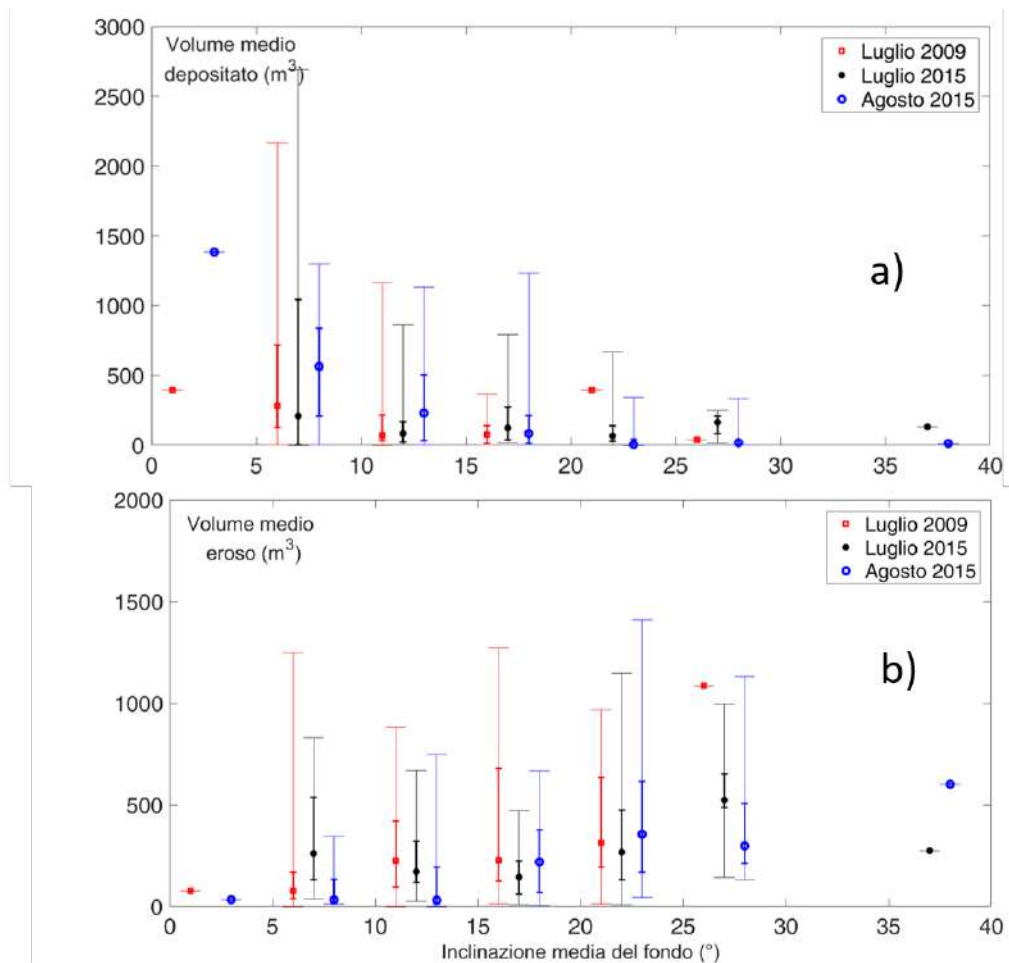 3000
2500
2000
1500
1000
500
0
Volume medio
depositato (m³)
Luglio 2009
Luglio 2015
Agosto 2015
a)
0 5 10 15 20 25 30 35 40
2000
1500
1000
500
0
Volume medio
eroso (m³)
Luglio 2009
Luglio 2015
Agosto 2015
b)
0 5 10 15 20 25 30 35 40
Inclinazione media del fondo (°)